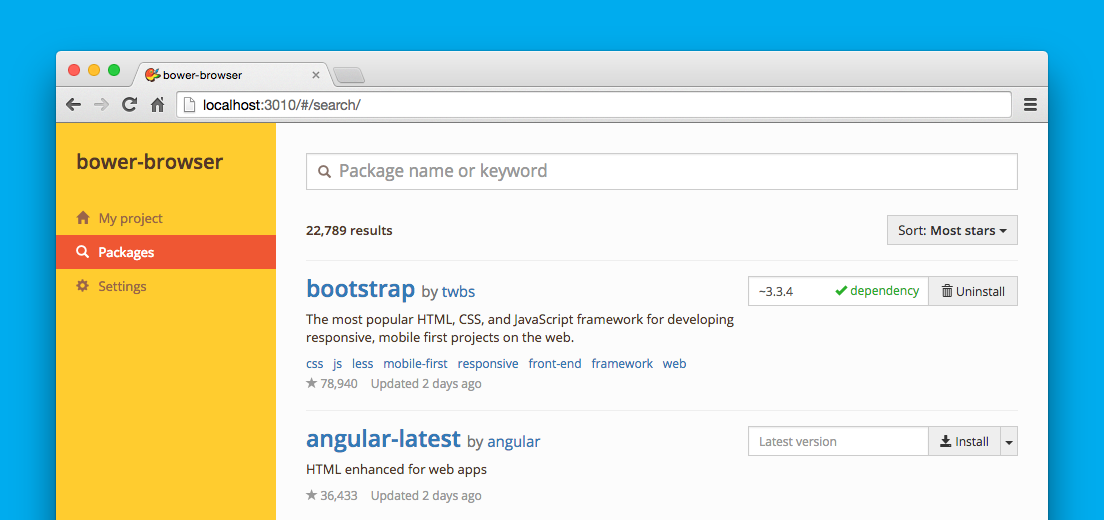 bower-browser
localhost:3010/#/search/
bower-browser
My project
Packages
Settings
Package name or keyword
22,789 results
Sort: Most stars
bootstrap by twbs
~3.3.4 dependency Uninstall
The most popular HTML, CSS, and JavaScript framework for developing
responsive, mobile first projects on the web.
css js less mobile-first responsive front-end framework web
78,940 Updated 2 days ago
angular-latest by angular
Latest version Install
HTML enhanced for web apps
36,433 Updated 2 days ago